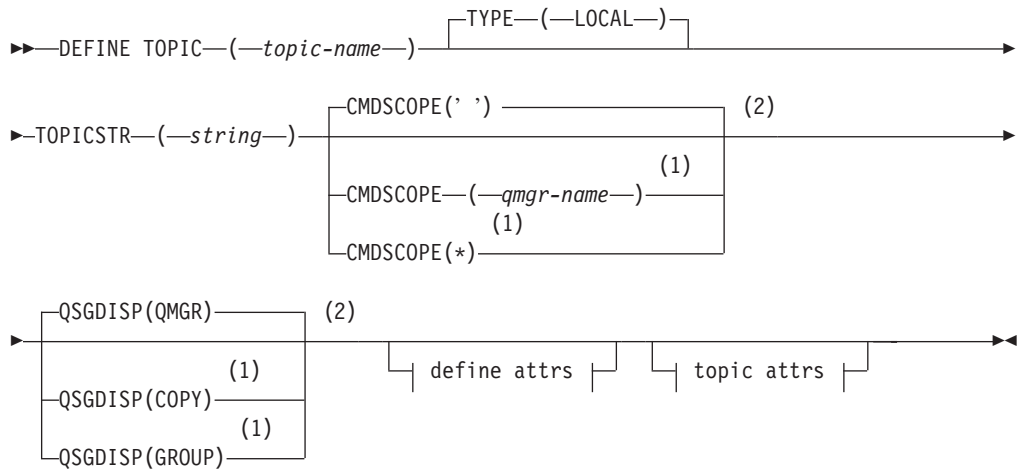 TYPE ( LOCAL )
DEFINE TOPIC ( topic-name )
CMDSCOPE(’ ’) (2)
TOPICSTR ( string )
(1)
CMDSCOPE ( qmgr-name )
(1)
CMDSCOPE(*)
QSGDISP(QMGR) (2)
define attrs topic attrs
(1)
QSGDISP(COPY)
(1)
QSGDISP(GROUP)